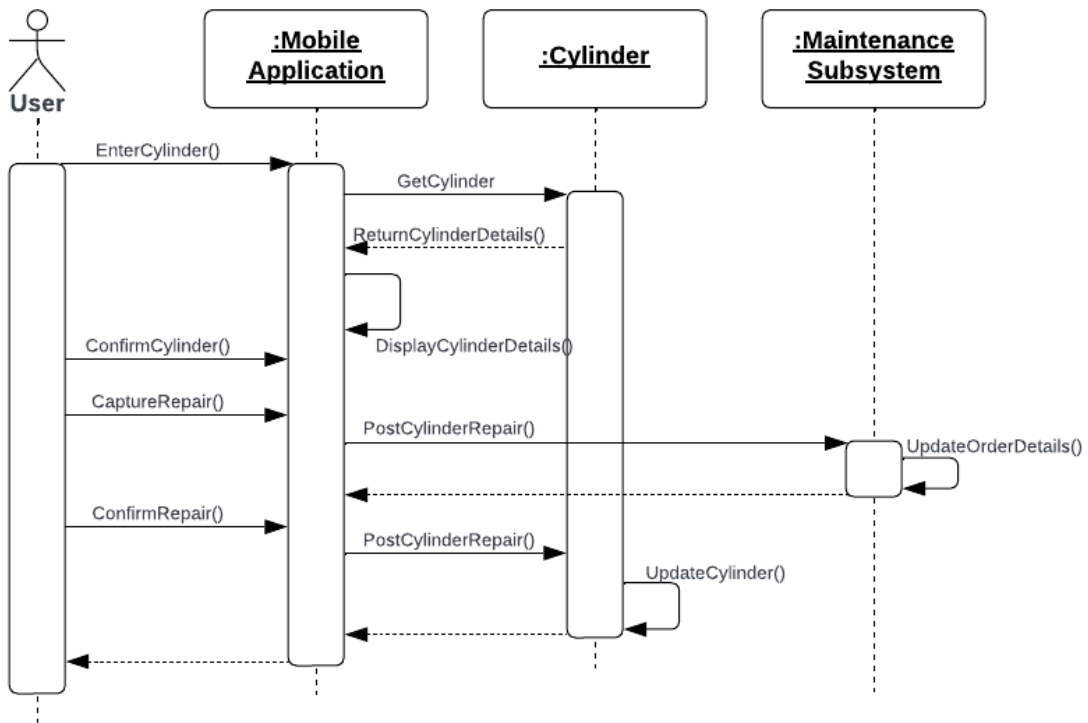 :Mobile
Application
:Cylinder
:Maintenance
Subsystem
User
EnterCylinder()
GetCylinder
ReturnCylinderDetails()
DisplayCylinderDetails()
ConfirmCylinder()
CaptureRepair()
PostCylinderRepair()
UpdateOrderDetails()
ConfirmRepair()
PostCylinderRepair()
UpdateCylinder()